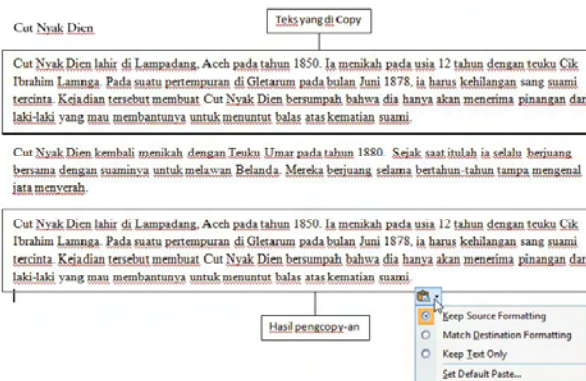 Teks yang di Copy
Cut Nyak Dien
Cut Nyak Dien lahir di Lampadang, Aceh pada tahun 1850. Ia menikah pada usia 12 tahun dengan teuku Cik
Ibrahim Lamnga. Pada suatu pertempuran di Gletarum pada bulan Juni 1878, ia harus kehilangan sang suami
tercinta. Kejadian tersebut membuat Cut Nyak Dien bersumpah bahwa dia hanya akan menerima pinangan dar
laki-laki yang mau membantunya untuk menuntut balas atas kematian suami.
Cut Nyak Dien kembali menikah dengan Teuku Umar pada tahun 1880. Sejak saat itulah ia selalu berjuang
bersama dengan suaminya untuk melawan Belanda. Mereka berjuang selama bertahun-tahun tampa mengenal
jata menyerah.
Cut Nyak Dien lahir di Lampadang, Aceh pada tahun 1850. Ia menikah pada usia 12 tahun dengan teuku Cik
Ibrahim Lamnga. Pada suatu pertempuran di Gletarum pada bulan Juni 1878, ia harus kehilangan sang suami
tercinta. Kejadian tersebut membuat Cut Nyak Dien bersumpah bahwa dia hanya akan menerima pinangan dar
laki-laki yang mau membantunya untuk menuntut balas atas kematian suami.
Hasil pengcopy-an
Keep Source Formatting
Match Destination Formatting
Keep Text Only
Set Default Paste...